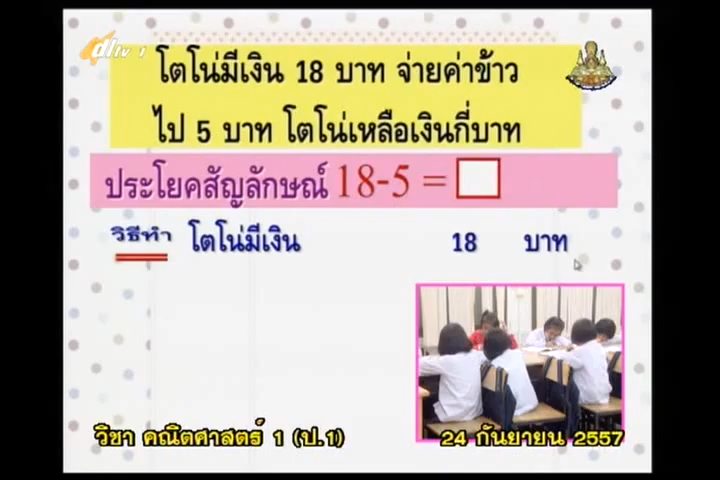 dltv 1
โตโน่มีเงิน 18 บาท จ่ายค่าข้าว
ไป 5 บาท โตโน่เหลือเงินกี่บาท
ประโยคสัญลักษณ์ 18-5 =
วิธีทำ โตโน่มีเงิน 18 บาท
วิชา คณิตศาสตร์ 1 (ป.1) 24 กันยายน 2557